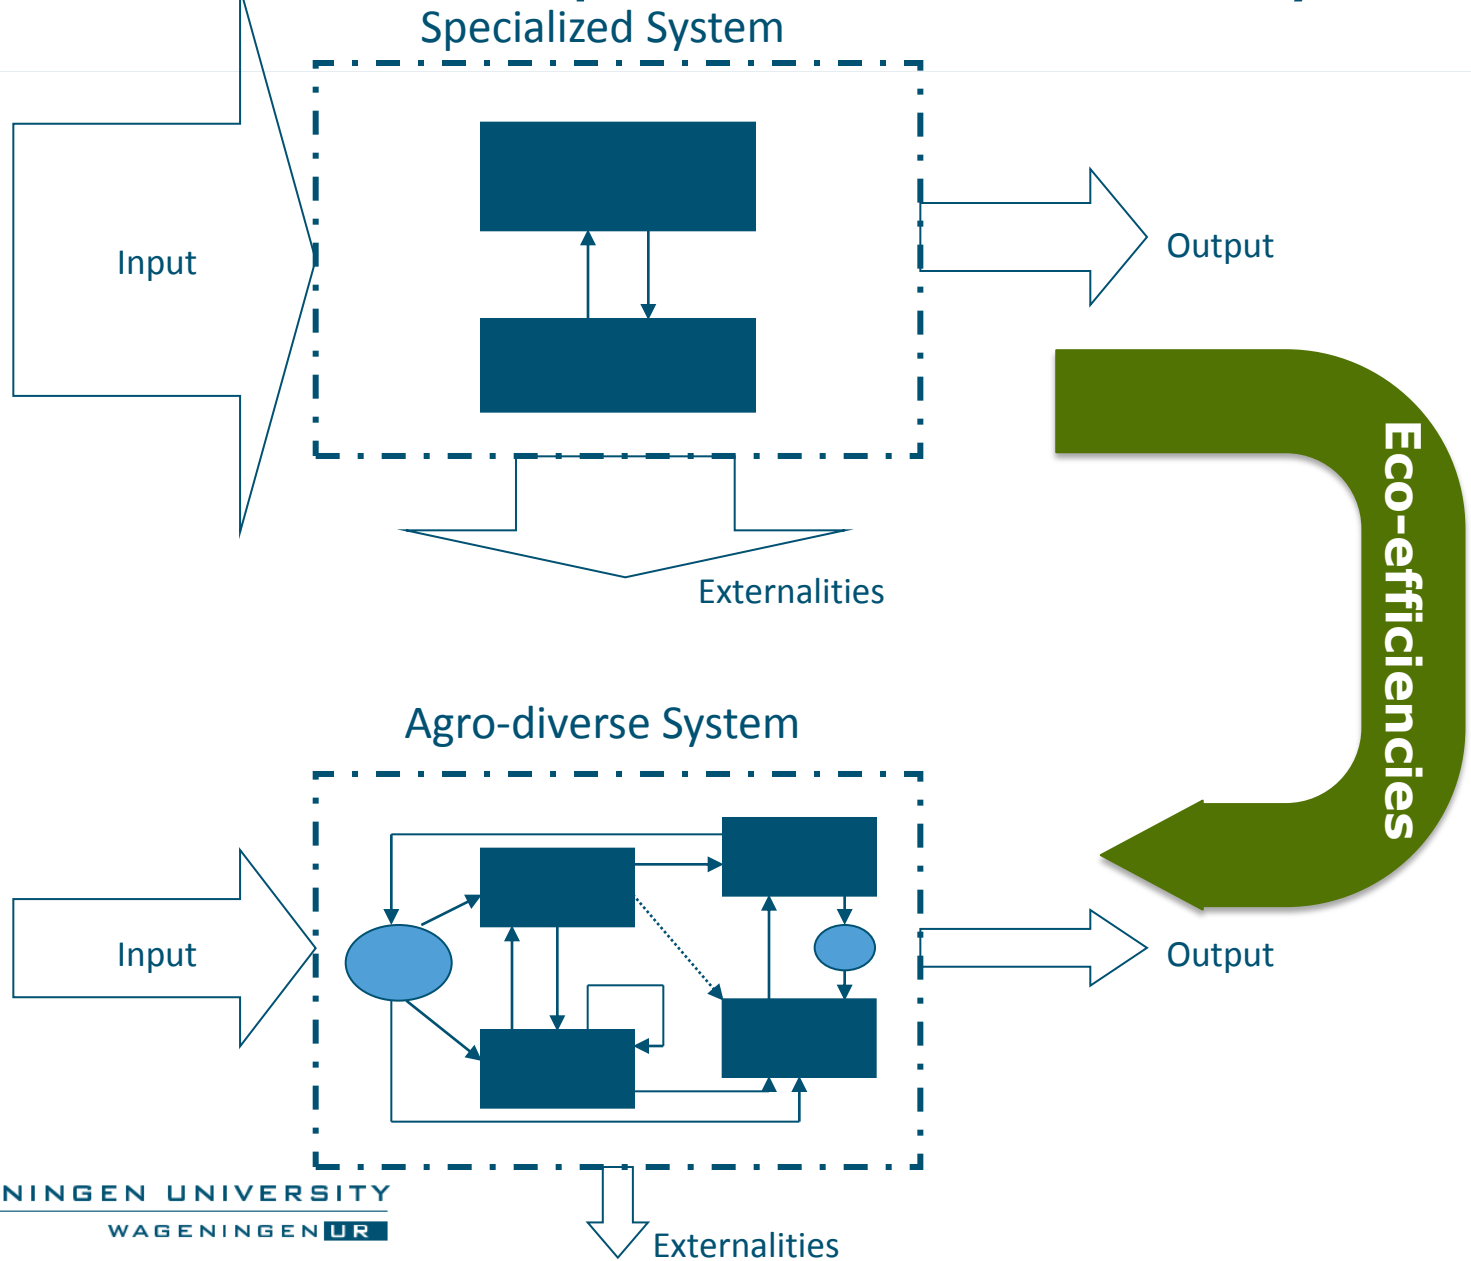 Specialized System
Input
Output
Externalities
Eco-efficiencies
Agro-diverse System
Input
Output
NINGEN UNIVERSITY
WAGENINGEN UR
Externalities